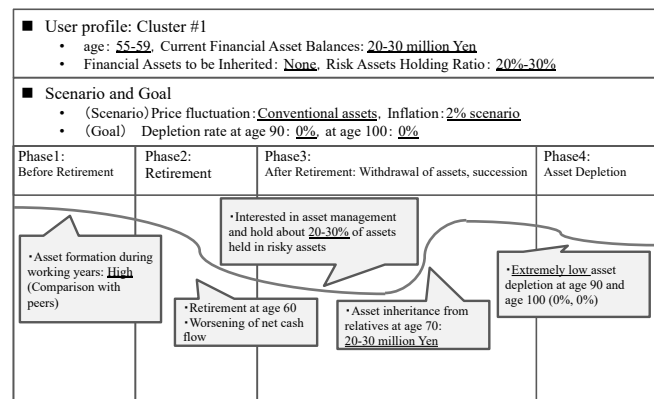 ■ User profile: Cluster #1
• age: 55-59, Current Financial Asset Balances: 20-30 million Yen
• Financial Assets to be Inherited: None, Risk Assets Holding Ratio: 20%-30%
■ Scenario and Goal
• (Scenario)Price fluctuation:Conventional assets, Inflation:2% scenario
• (Goal) Depletion rate at age 90: 0%, at age 100: 0%
Phase1:
Before Retirement
Phase2:
Retirement
Phase3:
After Retirement: Withdrawal of assets, succession
Phase4:
Asset Depletion
・Asset formation during
working years: High
(Comparison with
peers)
・Retirement at age 60
・Worsening of net cash
flow
・Interested in asset management
and hold about 20-30% of assets
held in risky assets
・Asset inheritance from
relatives at age 70:
20-30 million Yen
・Extremely low asset
depletion at age 90 and
age 100 (0%, 0%)